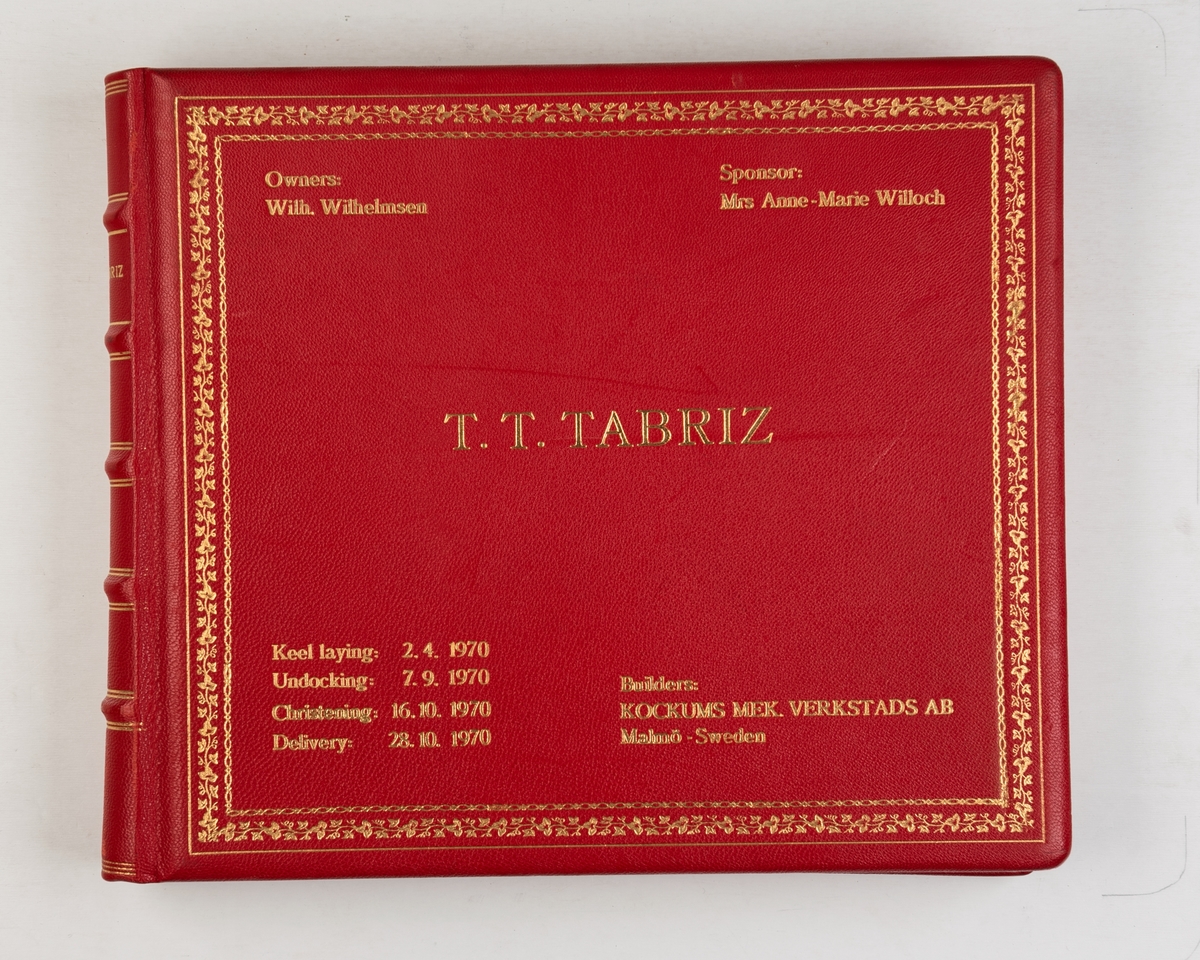 Owners:
Wilh. Wilhelmsen
Sponsor:
Mrs Anne-Marie Willoch
T. T. TABRIZ
Keel laying: 2. 4. 1970
Undocking: 7. 9. 1970
Christening: 16. 10. 1970
Delivery: 28. 10. 1970
Builders:
KOCKUMS MEK. VERKSTADS AB
Malmö - Sweden
RIZ